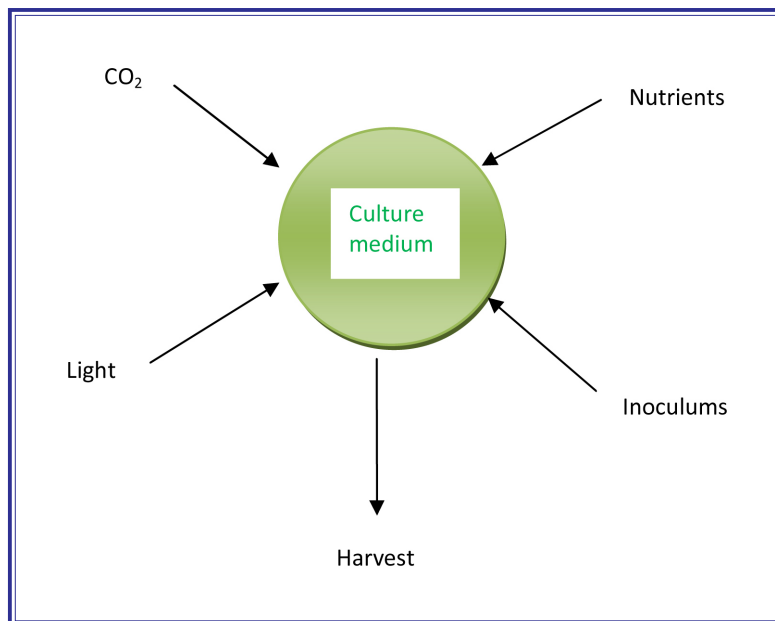 CO₂
Nutrients
Culture
medium
Light
Inoculums
Harvest